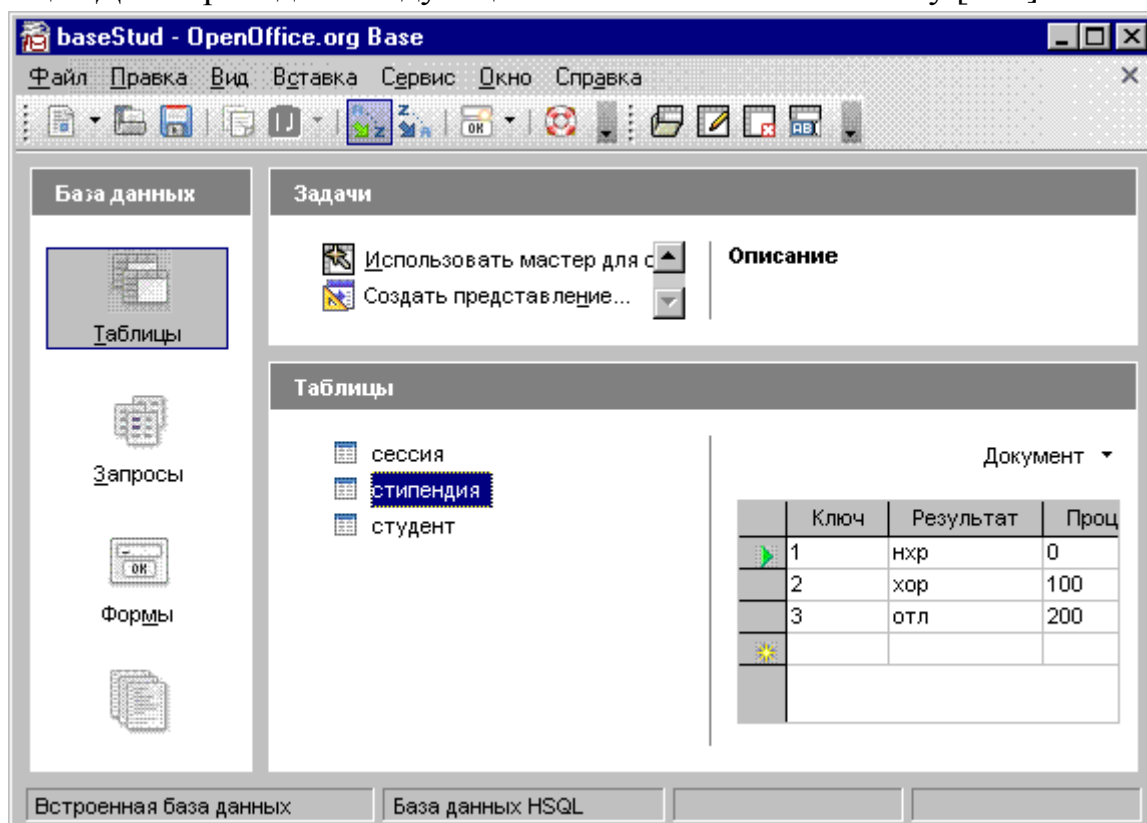 baseStud - OpenOffice.org Base
Файл Правка Вид Вставка Сервис Окно Справка
База данных
Задачи
Использовать мастер для с
Создать представление...
Описание
Таблицы
Запросы
Формы
Таблицы
сессия
стипендия
студент
Документ
Ключ Результат Проц
1 нхр 0
2 хор 100
3 отл 200
Встроенная база данных База данных HSQL